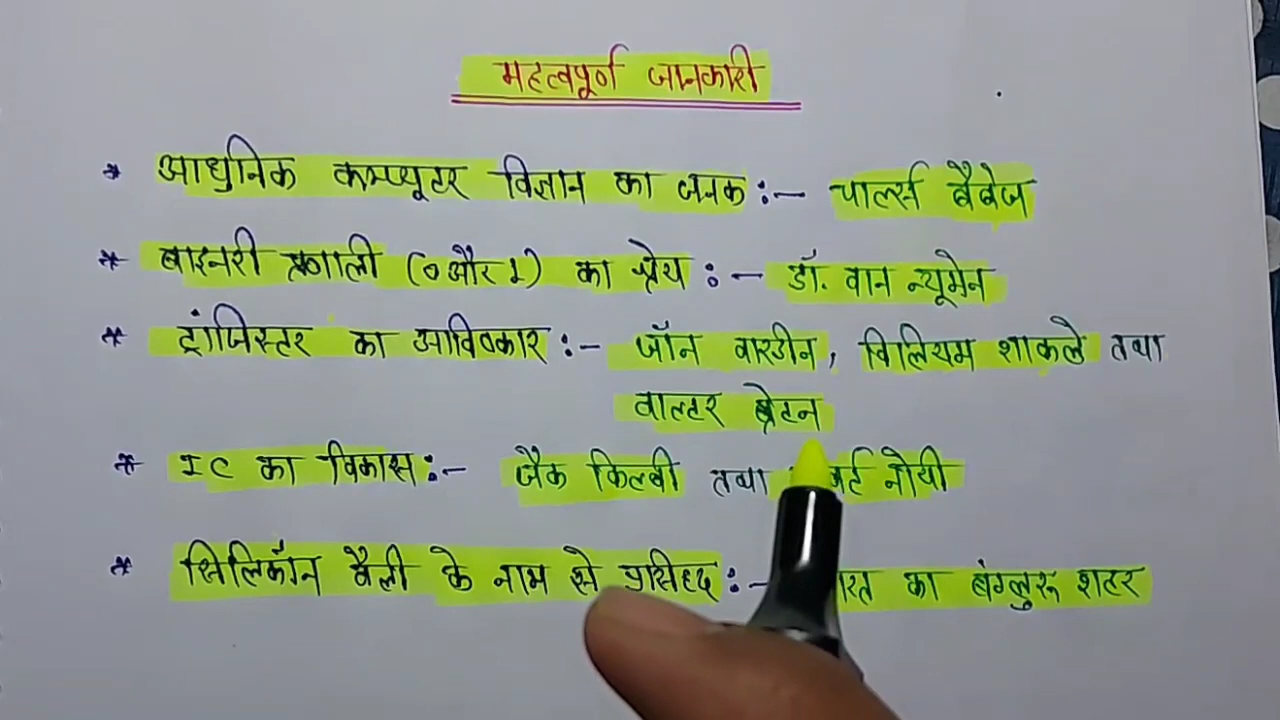 महत्वपूर्ण जानकारी
* आधुनिक कम्प्यूटर विज्ञान का जनक :- चार्ल्स बैबेज
* बाइनरी प्रणाली (0 और 1) का श्रेय :- डॉ. वान न्यूमेन
* ट्रांजिस्टर का आविष्कार :- जॉन वारडीन, विलियम शाकले तथा
वाल्टर ब्रेटन
* IC का विकास :- जैक किल्वी तथा नोयी
* सिलिकॉन वैली के नाम से प्रसिद्द :- का बंग्लुरू शहर